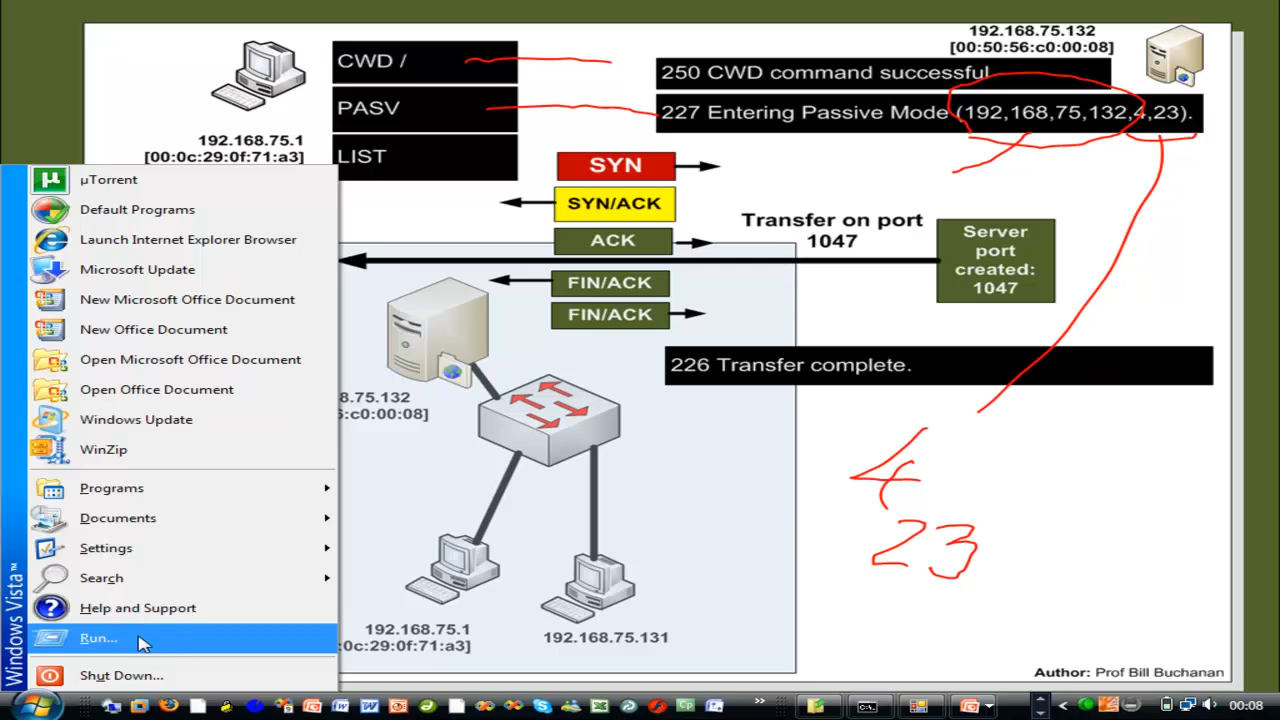 192.168.75.132
[00:50:56:c0:00:08]
CWD /
250 CWD command successful
PASV
227 Entering Passive Mode (192,168,75,132,4,23).
192.168.75.1
[00:0c:29:0f:71:a3]
LIST
SYN
SYN/ACK
ACK
FIN/ACK
FIN/ACK
Transfer on port
1047
Server
port
created:
1047
226 Transfer complete.
8.75.132
:c0:00:08]
4
23
192.168.75.1
:0c:29:0f:71:a3]
192.168.75.131
Author: Prof Bill Buchanan
µ
µTorrent
Default Programs
Launch Internet Explorer Browser
Microsoft Update
New Microsoft Office Document
New Office Document
Open Microsoft Office Document
Open Office Document
Windows Update
WinZip
Programs
Documents
Settings
Search
Help and Support
Run...
Shut Down...
Windows Vista
00:08